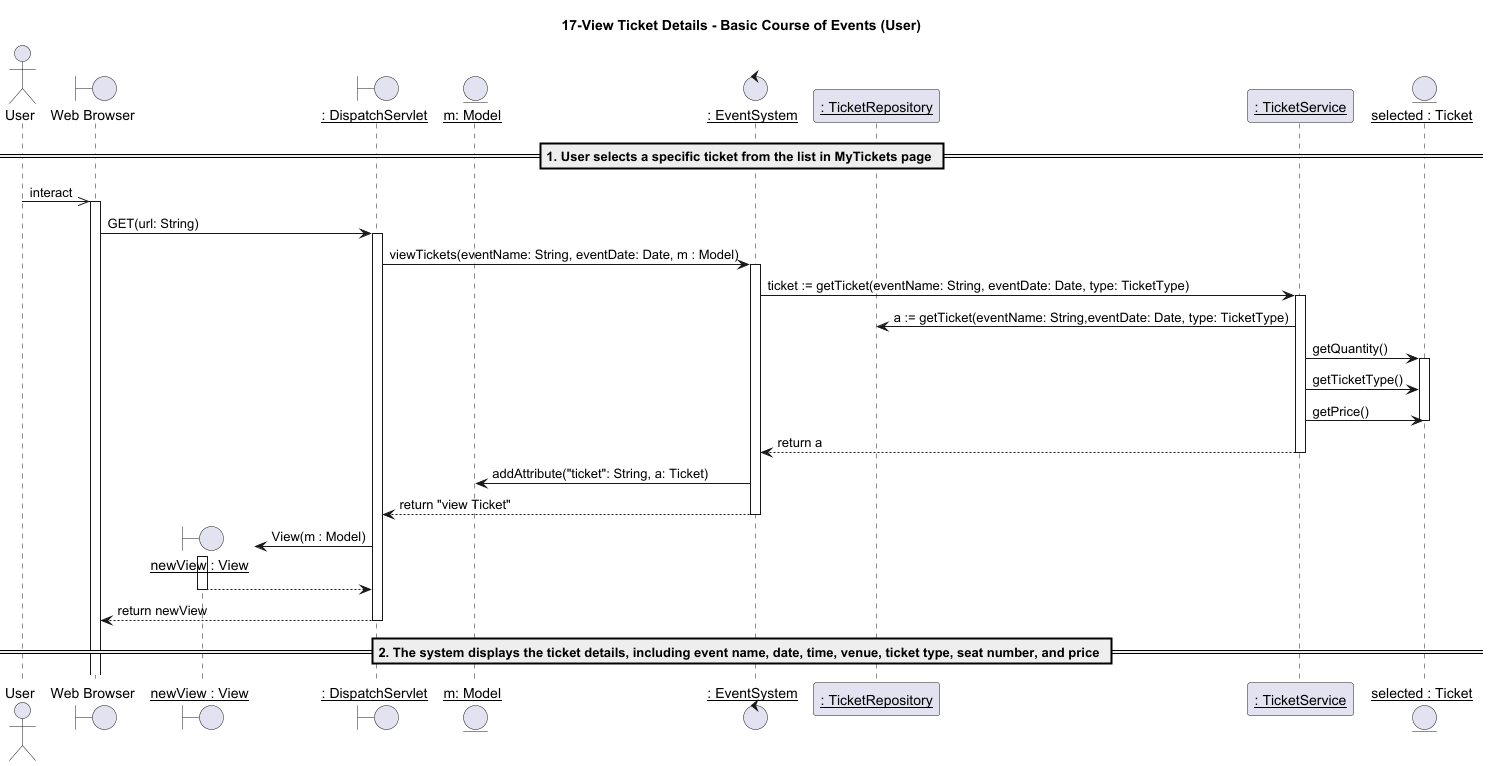 17-View Ticket Details - Basic Course of Events (User)
User
Web Browser
: DispatchServlet
m: Model
: EventSystem
: TicketRepository
: TicketService
selected : Ticket
1. User selects a specific ticket from the list in MyTickets page
interact
GET(url: String)
viewTickets(eventName: String, eventDate: Date, m : Model)
ticket := getTicket(eventName: String, eventDate: Date, type: TicketType)
a := getTicket(eventName: String,eventDate: Date, type: TicketType)
getQuantity()
getTicketType()
getPrice()
return a
addAttribute("ticket": String, a: Ticket)
return "view Ticket"
View(m : Model)
newView : View
return newView
2. The system displays the ticket details, including event name, date, time, venue, ticket type, seat number, and price
User
Web Browser
newView : View
: DispatchServlet
m: Model
: EventSystem
: TicketRepository
: TicketService
selected : Ticket